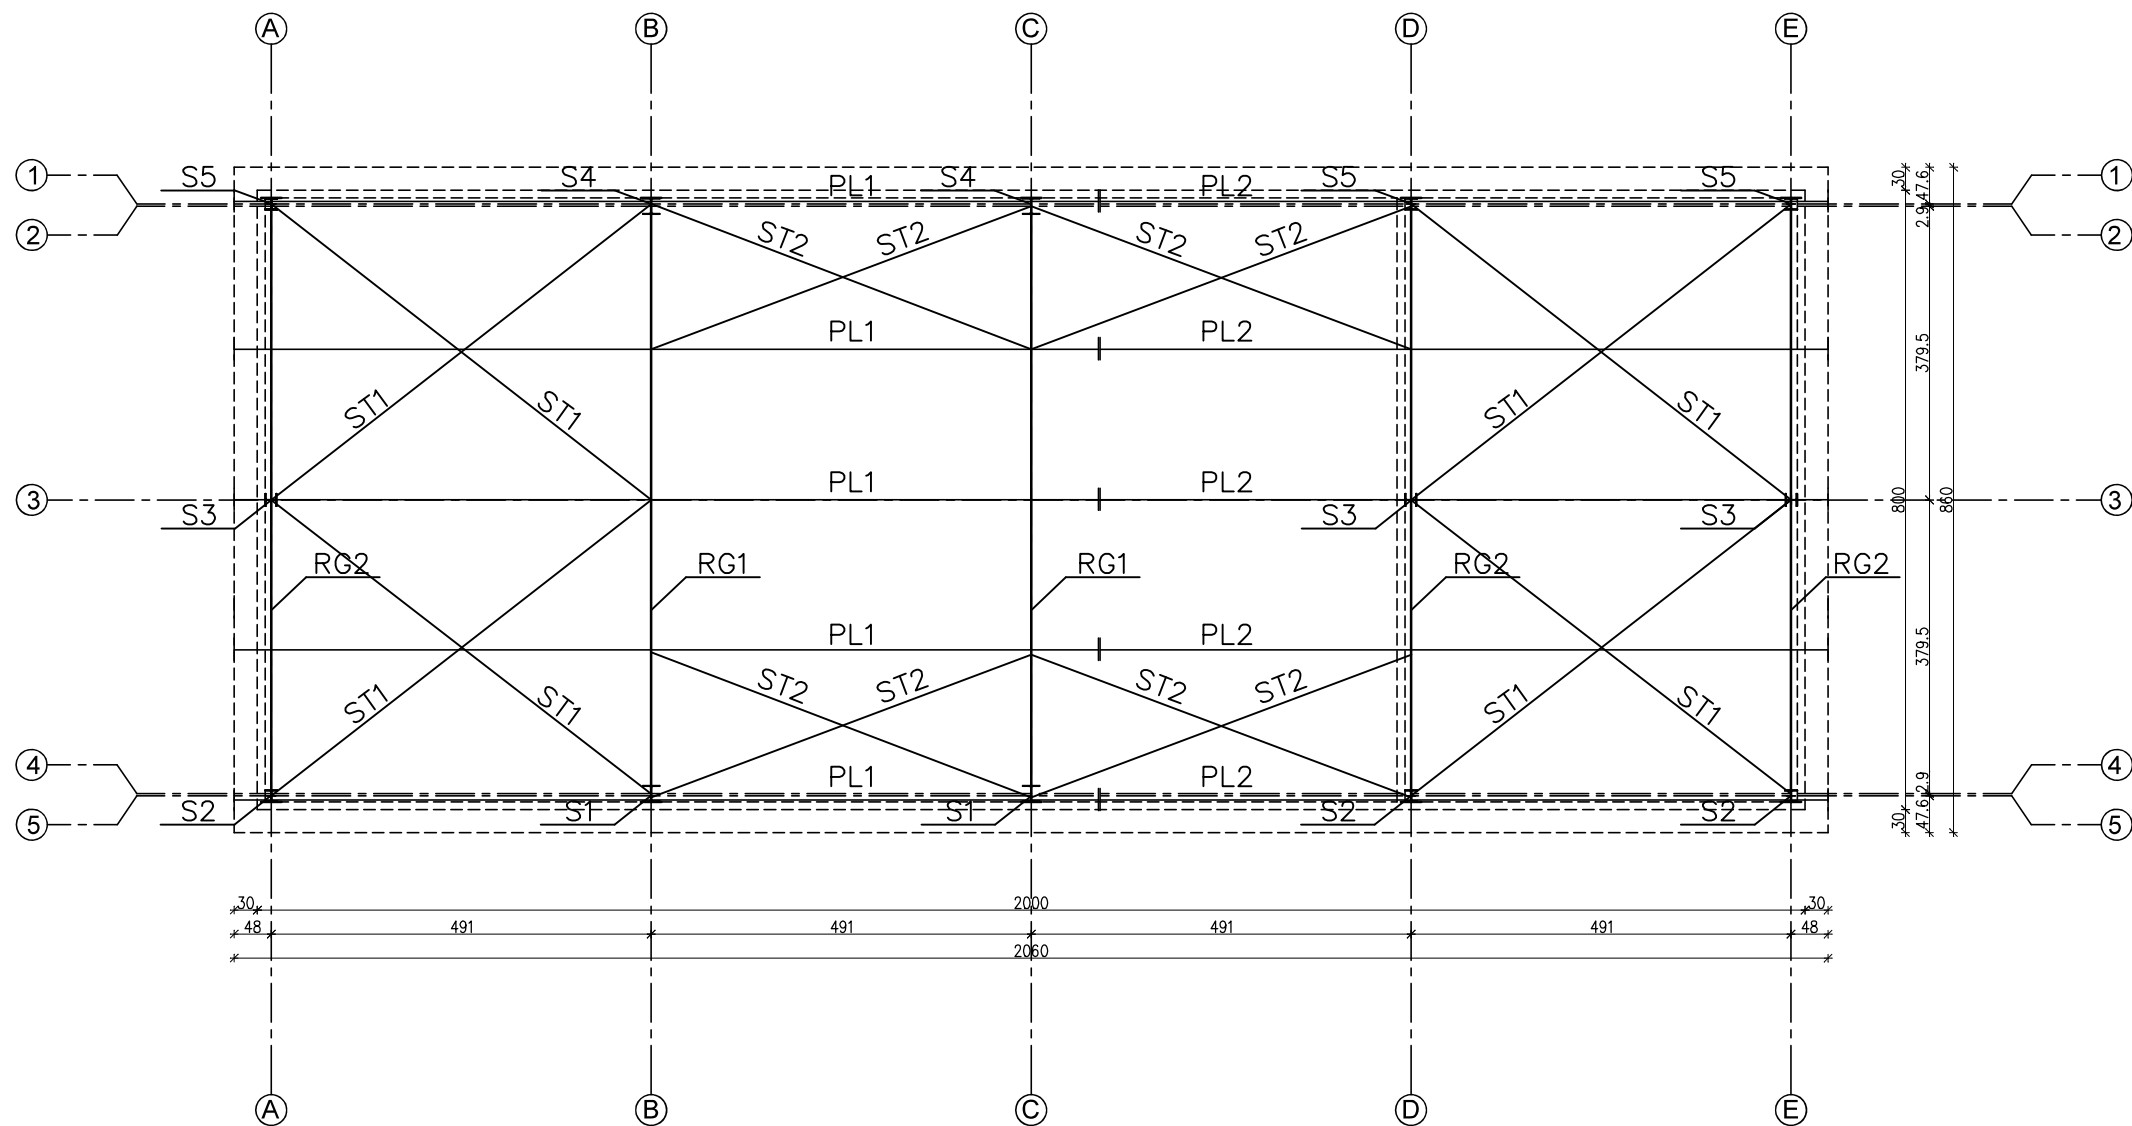 A B C D E
1 S5 S4 PL1 S4 PL2 S5 S5 30 47.6 1
2 ST2 ST2 ST2 ST2 2.9 2
PL1 PL2 379.5
ST1 ST1 ST1 ST1
3 PL1 PL2 800 860 3
S3 S3 S3
RG2 RG1 RG1 RG2 RG2
PL1 PL2 379.5
ST1 ST1 ST2 ST2 ST2 ST2 ST1 ST1
4 PL1 PL2 2.9 4
5 S2 S1 S1 S2 S2 30 47.6 5
30 2000 30
48 491 491 491 491 48
2060
A B C D E